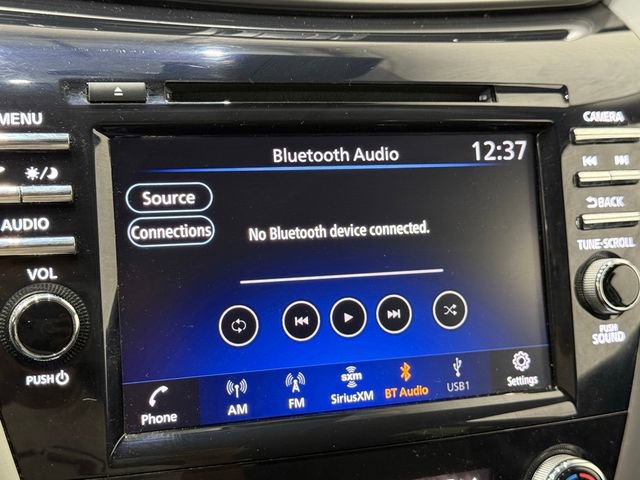 MENU
AUDIO
VOL
PUSH
Bluetooth Audio
12:37
Source
Connections
No Bluetooth device connected.
Phone
AM
FM
sxm
SiriusXM
BT Audio
USB1
Settings
CAMERA
BACK
TUNE·SCROLL
PUSH
SOUND